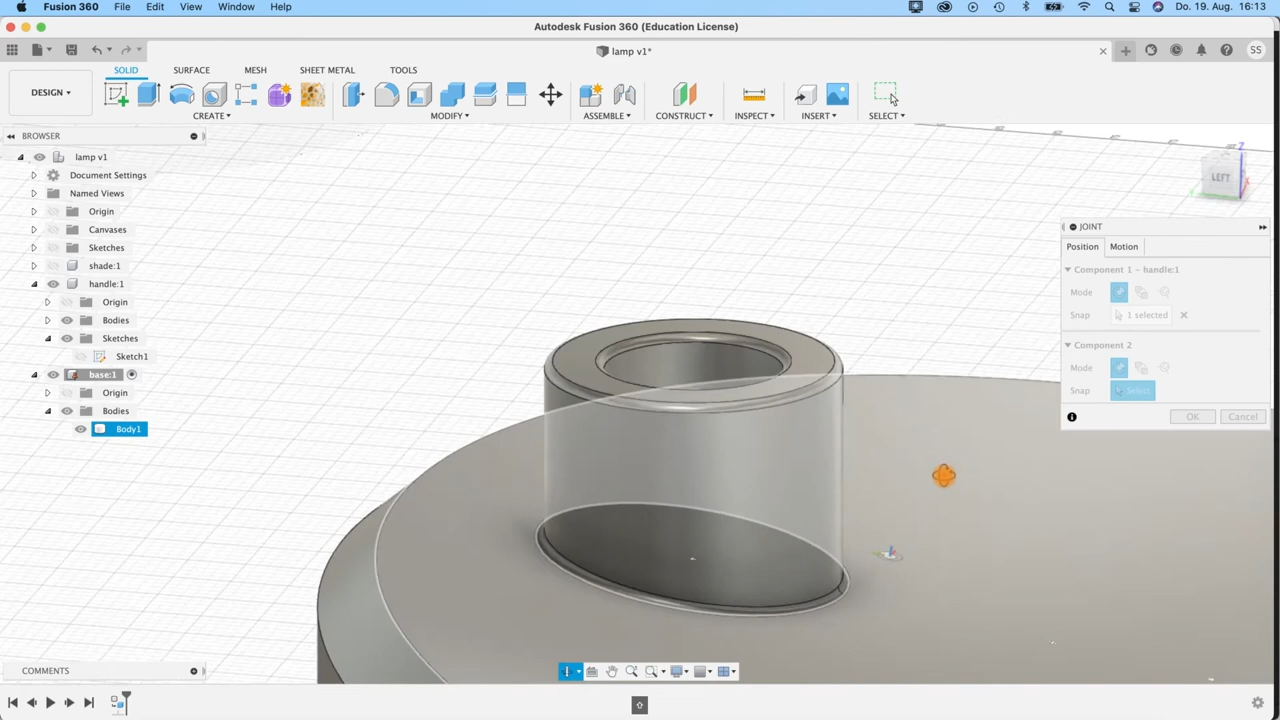 Fusion 360 File Edit View Window Help Do. 19. Aug. 16:13
Autodesk Fusion 360 (Education License)
lamp v1*
SS
SOLID SURFACE MESH SHEET METAL TOOLS
DESIGN
CREATE MODIFY ASSEMBLE CONSTRUCT INSPECT INSERT SELECT
BROWSER
lamp v1
Document Settings
Named Views
Origin
Canvases
Sketches
shade:1
handle:1
Origin
Bodies
Sketches
Sketch1
base:1
Origin
Bodies
Body1
Z
LEFT
X
Y
JOINT
Position Motion
Component 1 - handle:1
Mode
Snap 1 selected
Component 2
Mode
Snap Select
OK Cancel
COMMENTS